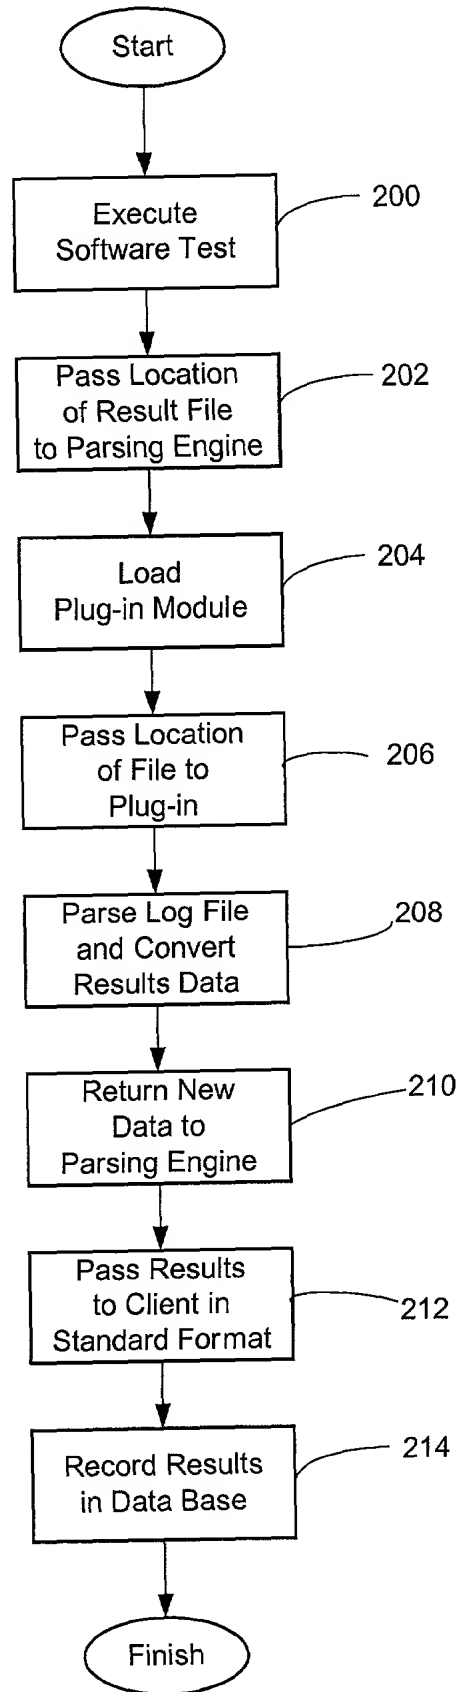 Start
Execute
Software Test
200
Pass Location
of Result File
to Parsing Engine
202
Load
Plug-in Module
204
Pass Location
of File to
Plug-in
206
Parse Log File
and Convert
Results Data
208
Return New
Data to
Parsing Engine
210
Pass Results
to Client in
Standard Format
212
Record Results
in Data Base
214
Finish